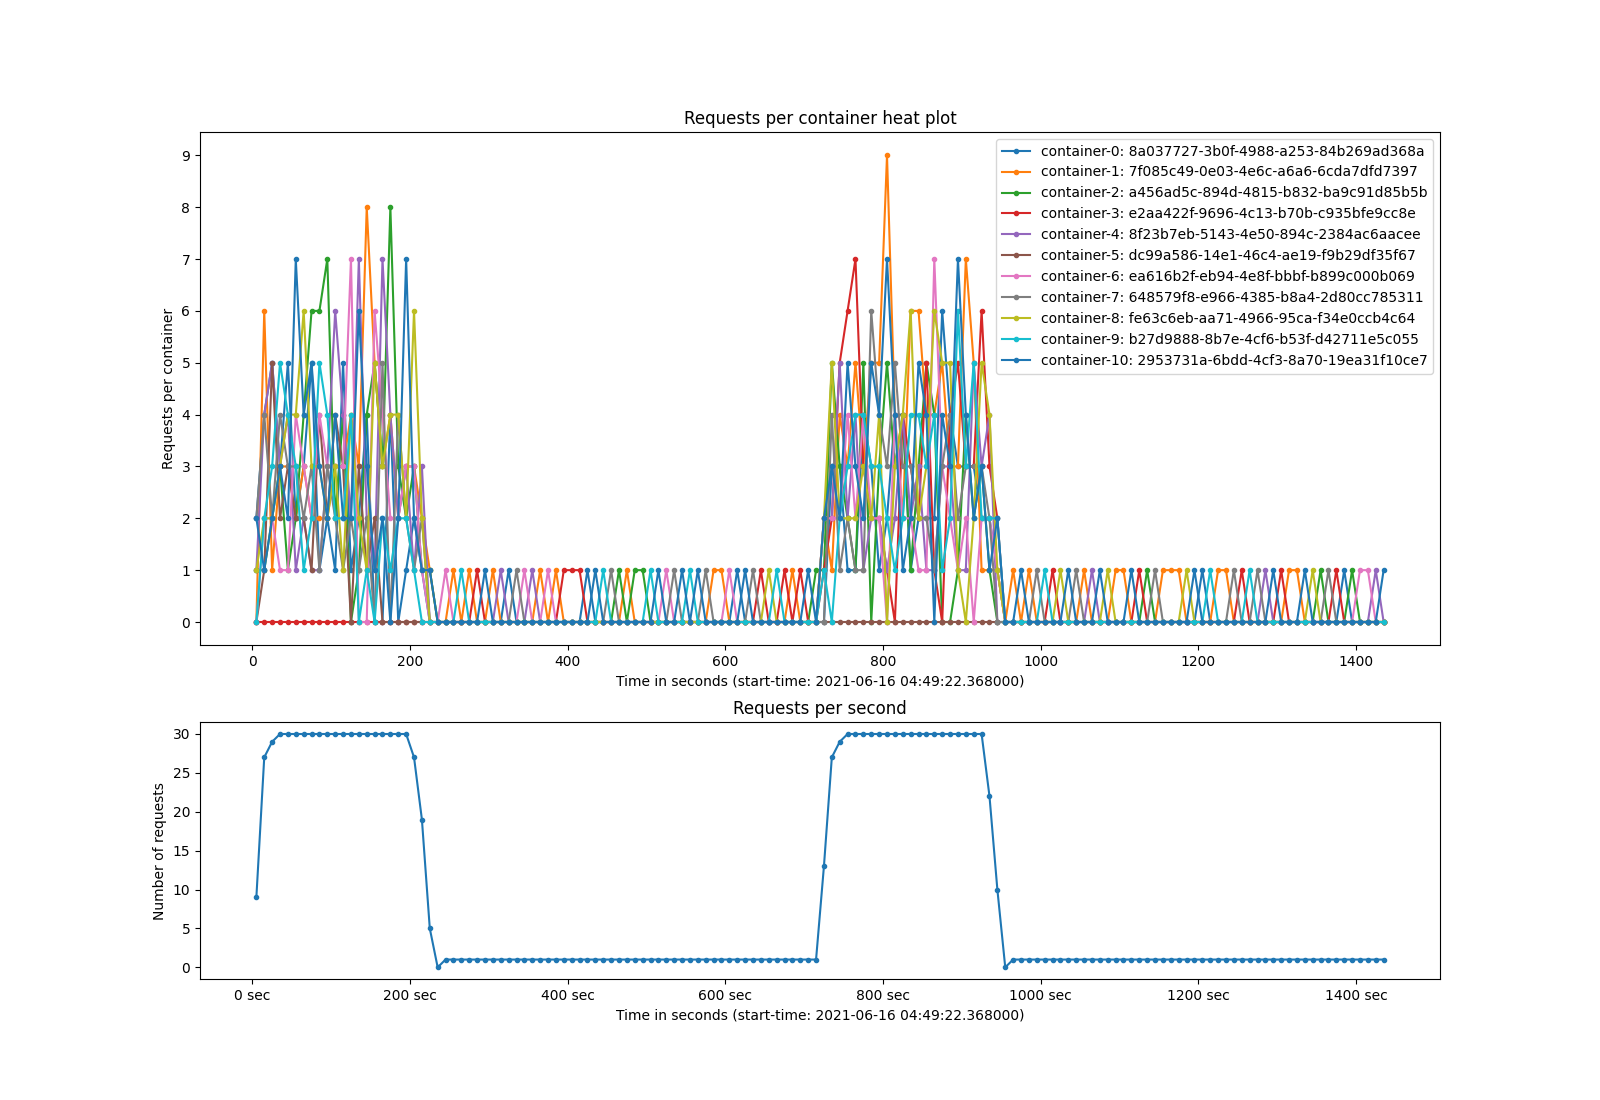 Requests per container heat plot
Requests per container
9
8
7
6
5
4
3
2
1
0
container-0: 8a037727-3b0f-4988-a253-84b269ad368a
container-1: 7f085c49-0e03-4e6c-a6a6-6cda7dfd7397
container-2: a456ad5c-894d-4815-b832-ba9c91d85b5b
container-3: e2aa422f-9696-4c13-b70b-c935bfe9cc8e
container-4: 8f23b7eb-5143-4e50-894c-2384ac6aacee
container-5: dc99a586-14e1-46c4-ae19-f9b29df35f67
container-6: ea616b2f-eb94-4e8f-bbbf-b899c000b069
container-7: 648579f8-e966-4385-b8a4-2d80cc785311
container-8: fe63c6eb-aa71-4966-95ca-f34e0ccb4c64
container-9: b27d9888-8b7e-4cf6-b53f-d42711e5c055
container-10: 2953731a-6bdd-4cf3-8a70-19ea31f10ce7
0 200 400 600 800 1000 1200 1400
Time in seconds (start-time: 2021-06-16 04:49:22.368000)
Requests per second
Number of requests
30
25
20
15
10
5
0
0 sec 200 sec 400 sec 600 sec 800 sec 1000 sec 1200 sec 1400 sec
Time in seconds (start-time: 2021-06-16 04:49:22.368000)